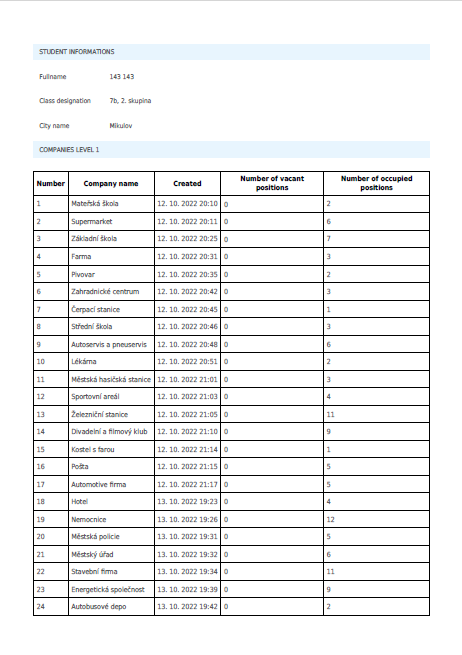 STUDENT INFORMATIONS
Fullname 143 143
Class designation 7b, 2. skupina
City name Mikulov
COMPANIES LEVEL 1
Number Company name Created Number of vacant positions Number of occupied positions
1 Mateřská škola 12. 10. 2022 20:10 0 2
2 Supermarket 12. 10. 2022 20:11 0 6
3 Základní škola 12. 10. 2022 20:25 0 7
4 Farma 12. 10. 2022 20:31 0 3
5 Pivovar 12. 10. 2022 20:35 0 2
6 Zahradnické centrum 12. 10. 2022 20:42 0 3
7 Čerpací stanice 12. 10. 2022 20:45 0 1
8 Střední škola 12. 10. 2022 20:46 0 3
9 Autoservis a pneuservis 12. 10. 2022 20:48 0 6
10 Lékárna 12. 10. 2022 20:51 0 2
11 Městská hasičská stanice 12. 10. 2022 21:01 0 3
12 Sportovní areál 12. 10. 2022 21:03 0 4
13 Železniční stanice 12. 10. 2022 21:05 0 11
14 Divadelní a filmový klub 12. 10. 2022 21:10 0 9
15 Kostel s farou 12. 10. 2022 21:14 0 1
16 Pošta 12. 10. 2022 21:15 0 5
17 Automotive firma 12. 10. 2022 21:17 0 5
18 Hotel 13. 10. 2022 19:23 0 4
19 Nemocnice 13. 10. 2022 19:26 0 12
20 Městská policie 13. 10. 2022 19:31 0 5
21 Městský úřad 13. 10. 2022 19:32 0 6
22 Stavební firma 13. 10. 2022 19:34 0 11
23 Energetická společnost 13. 10. 2022 19:39 0 9
24 Autobusové depo 13. 10. 2022 19:42 0 2